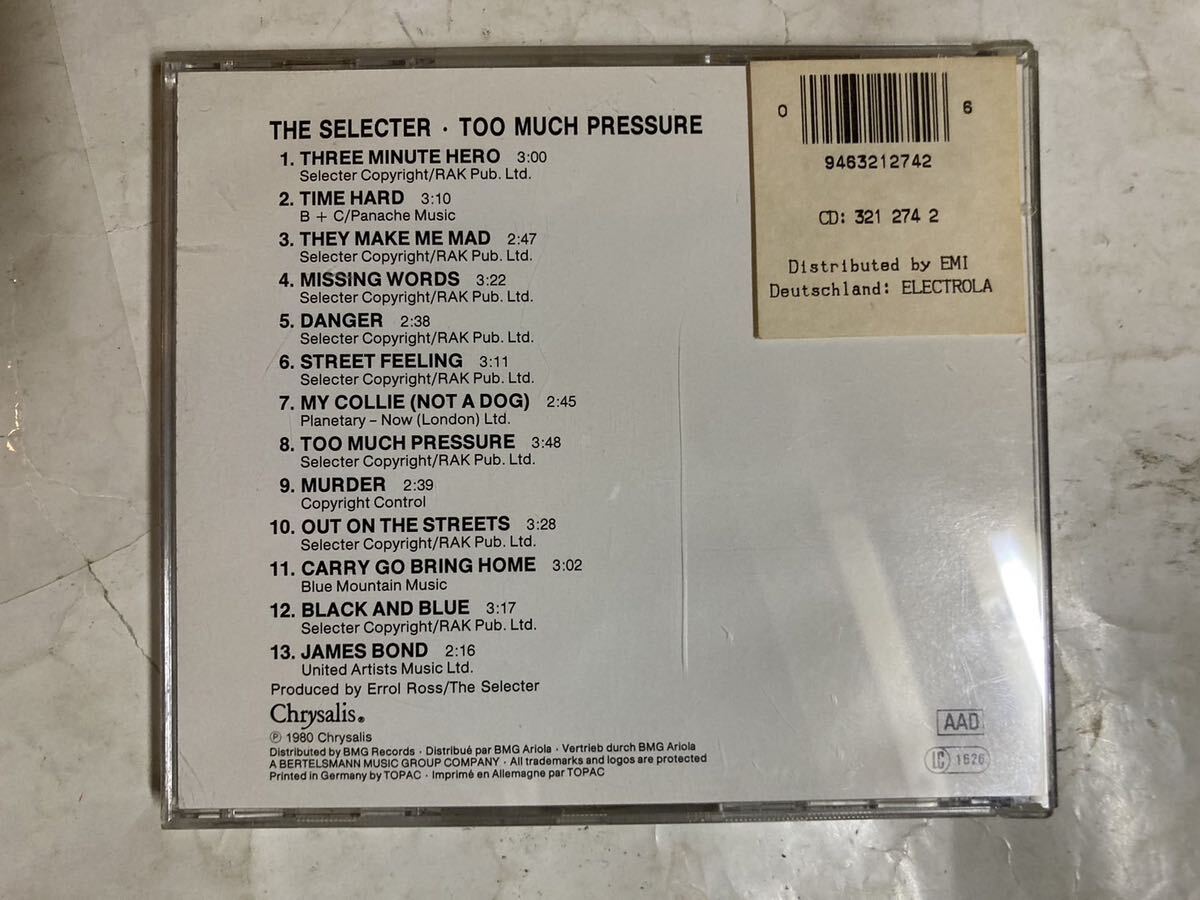 THE SELECTER · TOO MUCH PRESSURE
1. THREE MINUTE HERO 3:00
Selecter Copyright/RAK Pub. Ltd.
2. TIME HARD 3:10
B + C/Panache Music
3. THEY MAKE ME MAD 2:47
Selecter Copyright/RAK Pub. Ltd.
4. MISSING WORDS 3:22
Selecter Copyright/RAK Pub. Ltd.
5. DANGER 2:38
Selecter Copyright/RAK Pub. Ltd.
6. STREET FEELING 3:11
Selecter Copyright/RAK Pub. Ltd.
7. MY COLLIE (NOT A DOG) 2:45
Planetary – Now (London) Ltd.
8. TOO MUCH PRESSURE 3:48
Selecter Copyright/RAK Pub. Ltd.
9. MURDER 2:39
Copyright Control
10. OUT ON THE STREETS 3:28
Selecter Copyright/RAK Pub. Ltd.
11. CARRY GO BRING HOME 3:02
Blue Mountain Music
12. BLACK AND BLUE 3:17
Selecter Copyright/RAK Pub. Ltd.
13. JAMES BOND 2:16
United Artists Music Ltd.
Produced by Errol Ross/The Selecter
Chrysalis®
℗ 1980 Chrysalis
Distributed by BMG Records · Distribué par BMG Ariola · Vertrieb durch BMG Ariola
A BERTELSMANN MUSIC GROUP COMPANY · All trademarks and logos are protected
Printed in Germany by TOPAC · Imprimé en Allemagne par TOPAC
0 6
9463212742
CD: 321 274 2
Distributed by EMI
Deutschland: ELECTROLA
AAD
LC 1626